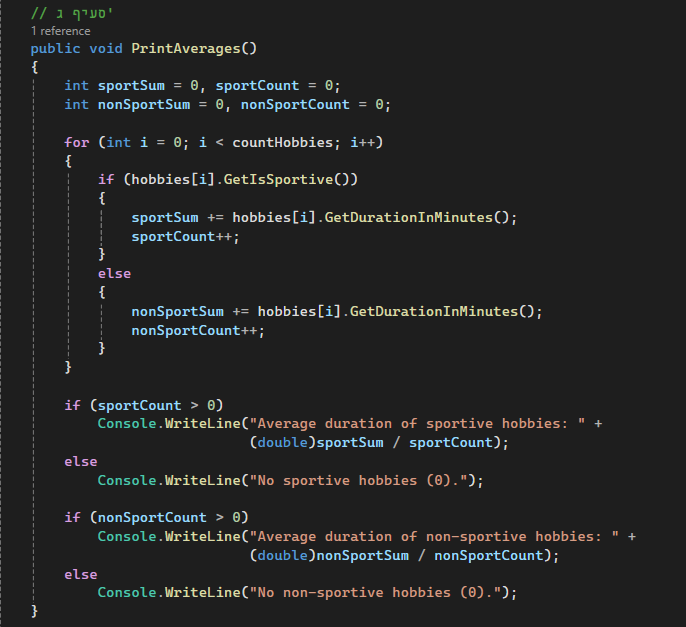 // סעיף ג'
1 reference
public void PrintAverages()
{
    int sportSum = 0, sportCount = 0;
    int nonSportSum = 0, nonSportCount = 0;
    for (int i = 0; i < countHobbies; i++)
    {
        if (hobbies[i].GetIsSportive())
        {
            sportSum += hobbies[i].GetDurationInMinutes();
            sportCount++;
        }
        else
        {
            nonSportSum += hobbies[i].GetDurationInMinutes();
            nonSportCount++;
        }
    }
    if (sportCount > 0)
        Console.WriteLine("Average duration of sportive hobbies: " +
                          (double)sportSum / sportCount);
    else
        Console.WriteLine("No sportive hobbies (0).");
    if (nonSportCount > 0)
        Console.WriteLine("Average duration of non-sportive hobbies: " +
                          (double)nonSportSum / nonSportCount);
    else
        Console.WriteLine("No non-sportive hobbies (0).");
}